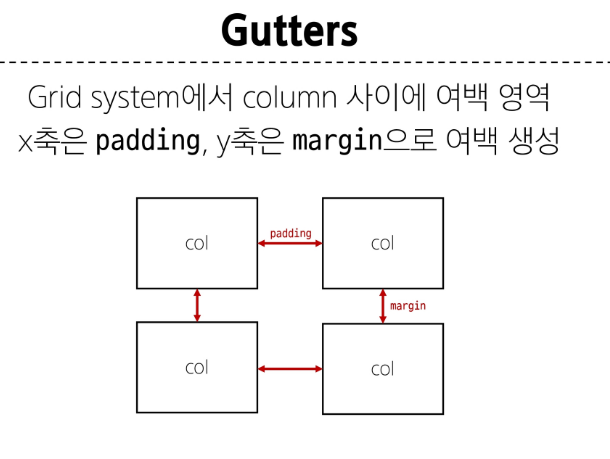 Gutters
Grid system에서 column 사이에 여백 영역
x축은 padding, y축은 margin으로 여백 생성
col
padding
col
margin
col
col